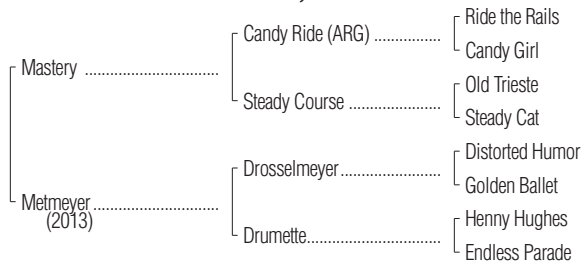 Ride the Rails
Candy Ride (ARG) ................
Candy Girl
Mastery .................................
Old Trieste
Steady Course .......................
Steady Cat
Distorted Humor
Drosselmeyer.........................
Golden Ballet
Metmeyer ...............................
(2013)
Henny Hughes
Drumette.................................
Endless Parade